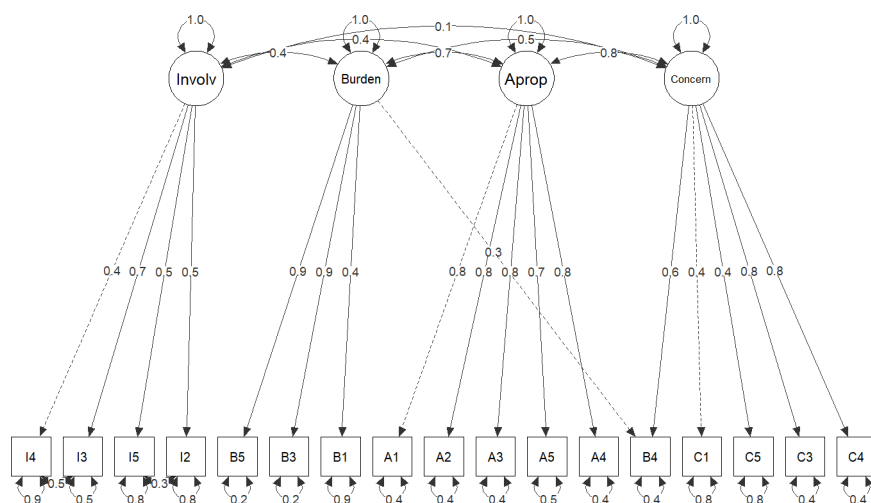 1.0 1.0 1.0 1.0
0.1
0.4 0.5
0.4 0.7 0.8
Involv Burden Aprop Concern
0.3
0.4 0.7 0.5 0.5 0.9 0.9 0.4 0.8 0.8 0.8 0.7 0.8 0.6 0.4 0.4 0.8 0.8
I4 I3 I5 I2 B5 B3 B1 A1 A2 A3 A5 A4 B4 C1 C5 C3 C4
0.5 0.3
0.9 0.5 0.8 0.8 0.2 0.2 0.9 0.4 0.4 0.4 0.5 0.4 0.4 0.8 0.8 0.4 0.4